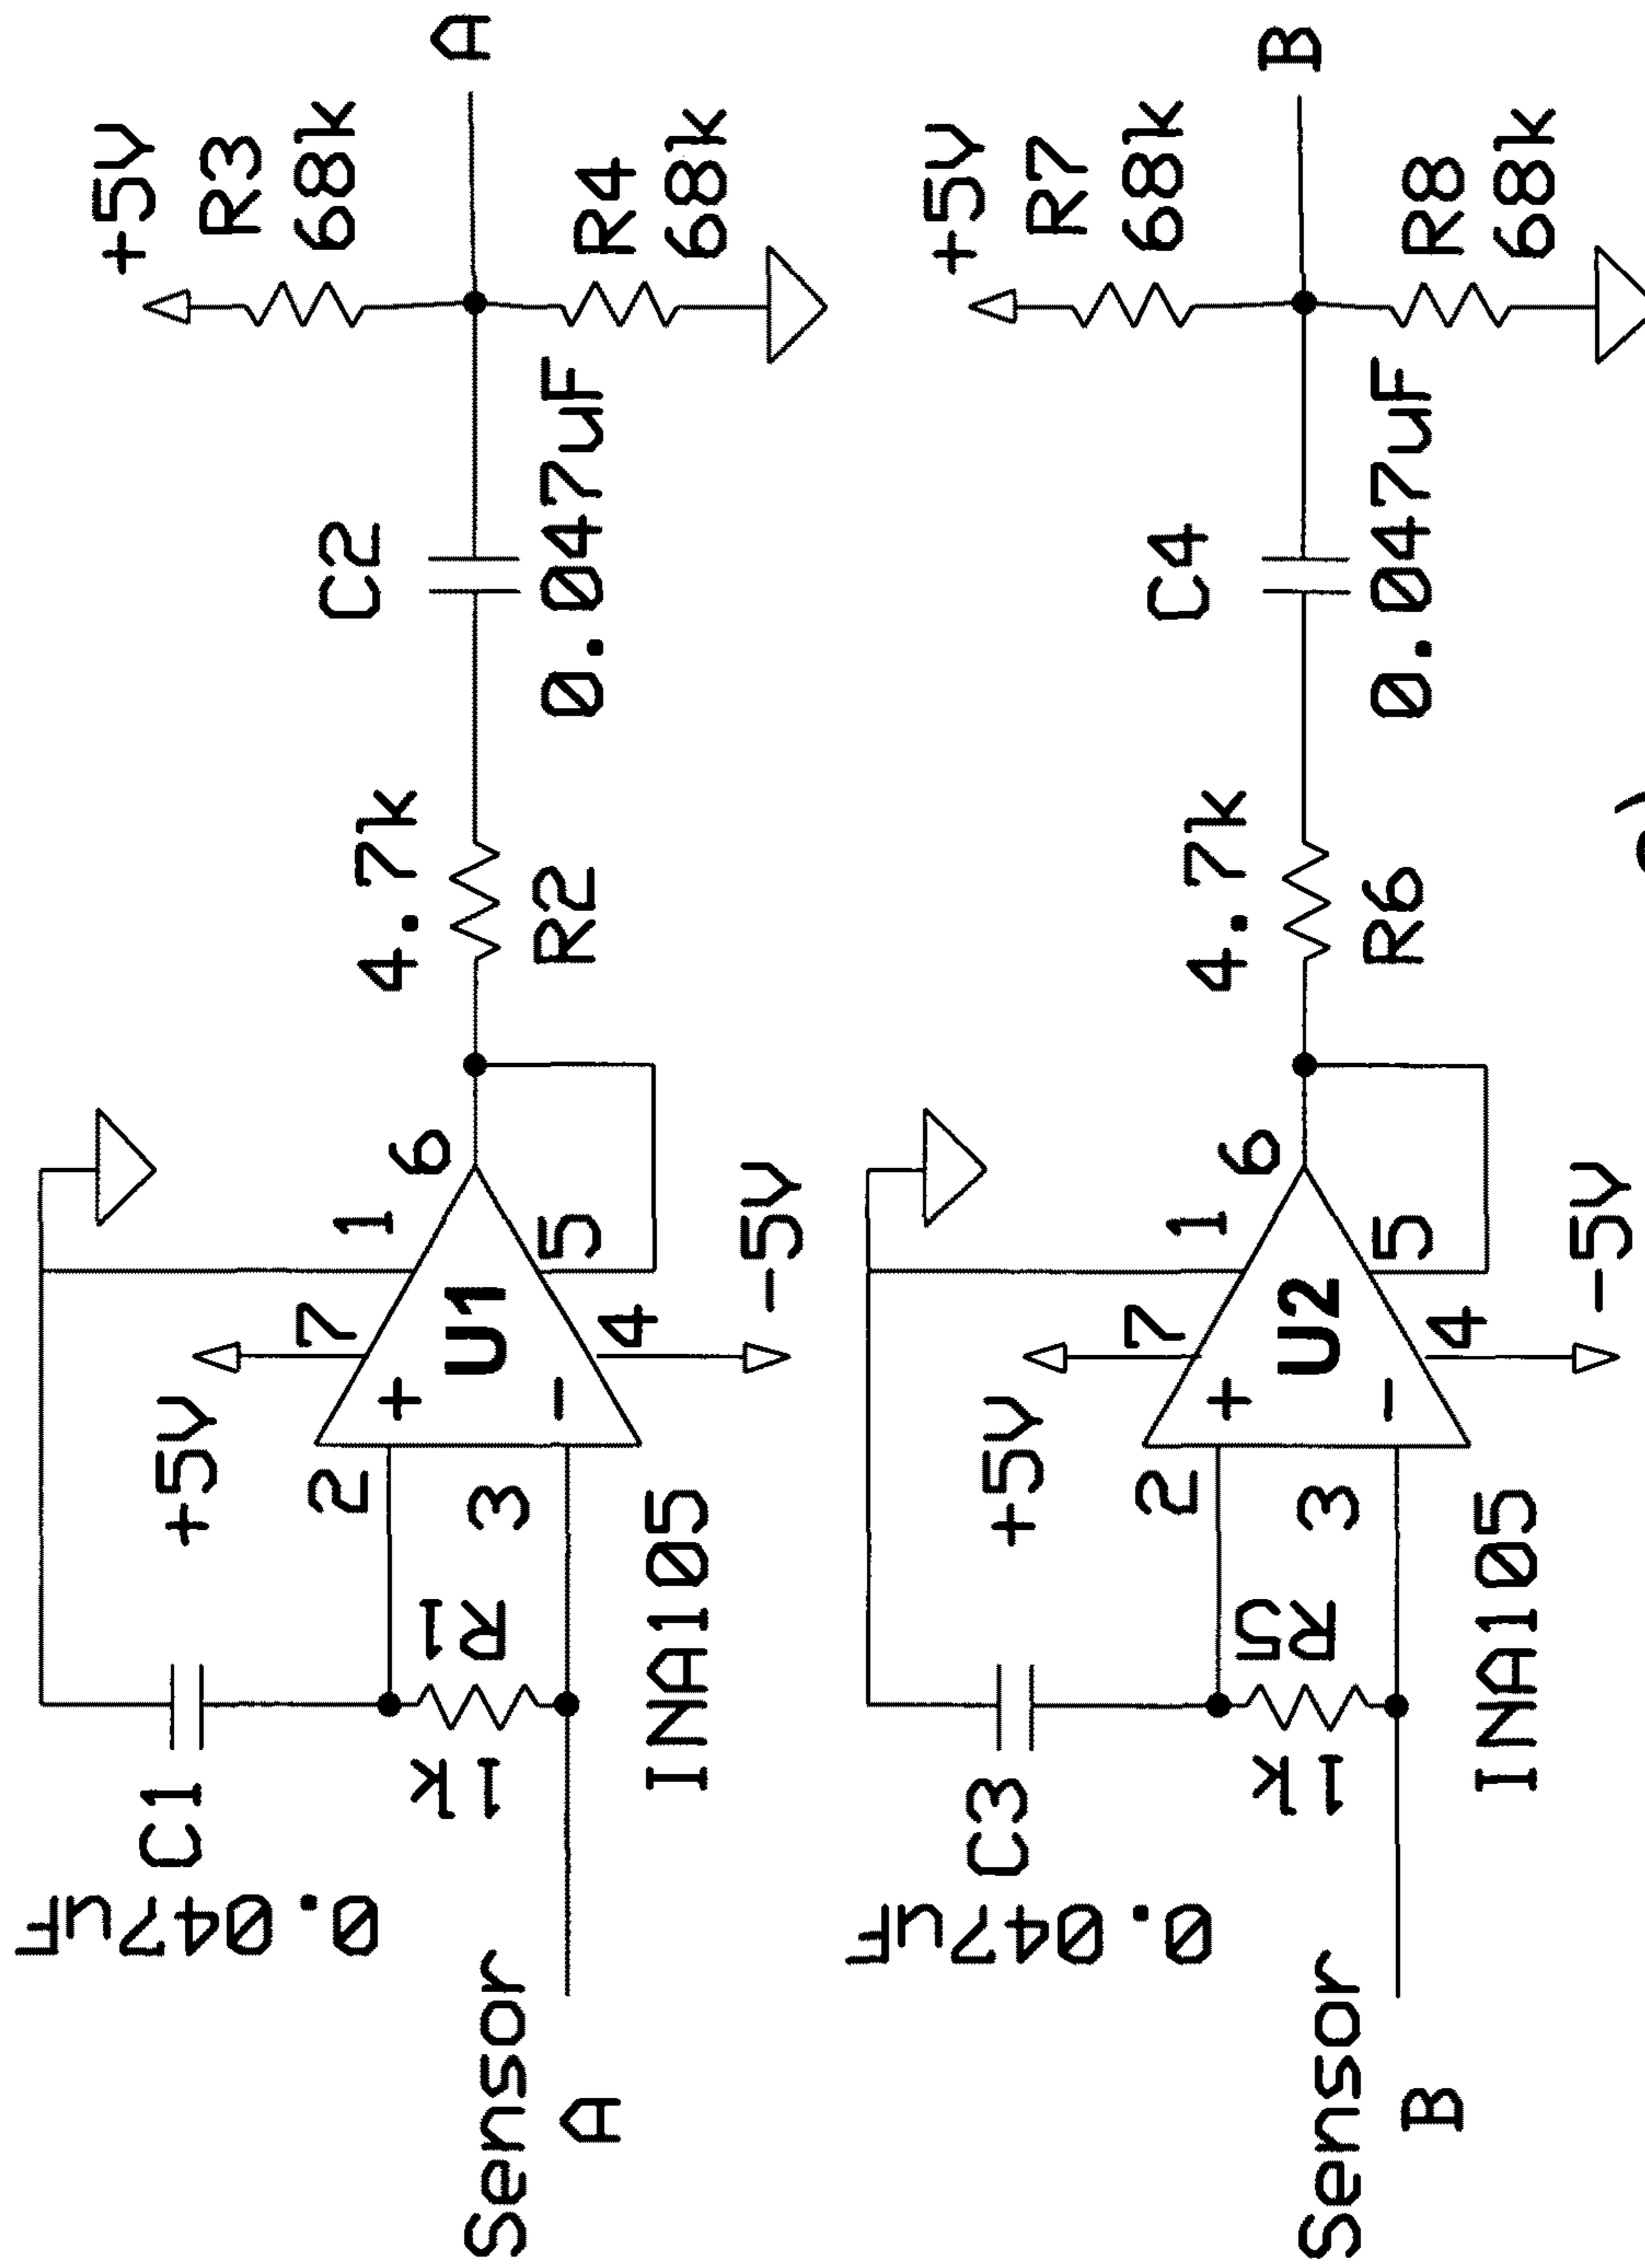 0.047uF
C1
+5V
7
1
6
4.7k
C2
+5V
R3
68k
A
Sensor
A
1k
R1
2
3
+
-
U1
5
4
-5V
INA105
R2
0.047uF
R4
68k
0.047uF
C3
+5V
7
1
6
4.7k
C4
+5V
R7
68k
B
Sensor
B
1k
R5
2
3
+
-
U2
5
4
-5V
INA105
R6
0.047uF
R8
68k